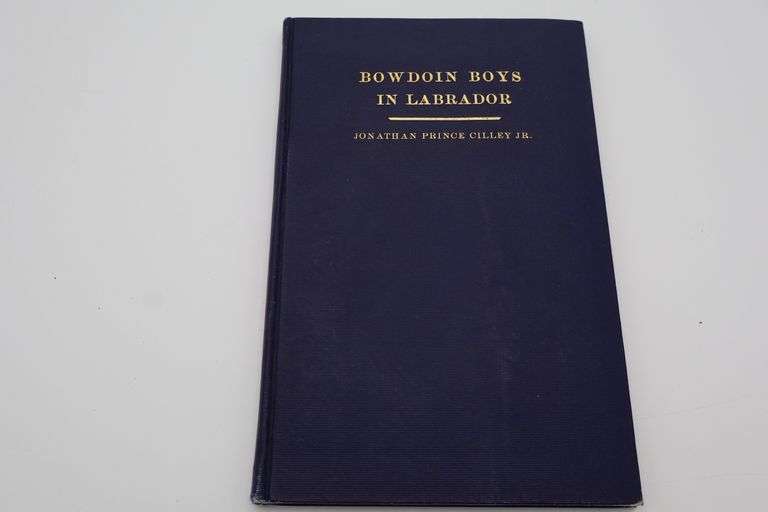 BOWDOIN BOYS
IN LABRADOR
JONATHAN PRINCE CILLEY JR.